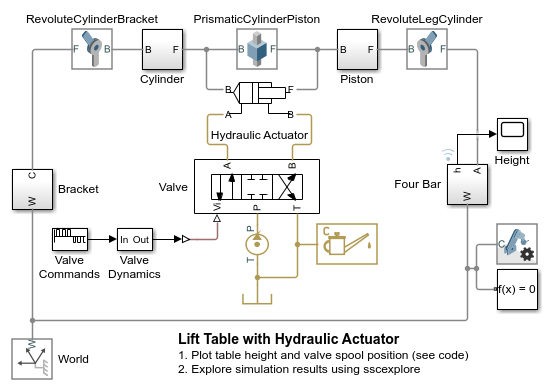 RevoluteCylinderBracket
PrismaticCylinderPiston
RevoluteLegCylinder
F B
B F
B F
B F
B F
Cylinder
Piston
B F
A B
Hydraulic Actuator
Height
h A
W
Four Bar
C
W
Bracket
Valve
A B
Vi P T
Valve
Commands
In Out
Valve
Dynamics
P
T
C
C
f(x) = 0
W
World
Lift Table with Hydraulic Actuator
1. Plot table height and valve spool position (see code)
2. Explore simulation results using sscexplore